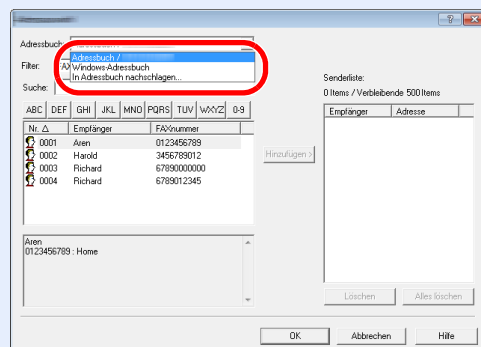 Adressbuch:
Adressbuch /
Windows-Adressbuch
In Adressbuch nachschlagen...
Filter: FAX
Suche:
ABC DEF GHI JKL MNO PQRS TUV WXYZ 0-9
Nr. △ Empfänger FAXnummer
0001 Aren 0123456789
0002 Harold 3456789012
0003 Richard 67890000000
0004 Richard 6789012345
Hinzufügen >
Aren
0123456789 : Home
Senderliste:
0 Items / Verbleibende 500 Items
Empfänger Adresse
Löschen Alles löschen
OK Abbrechen Hilfe